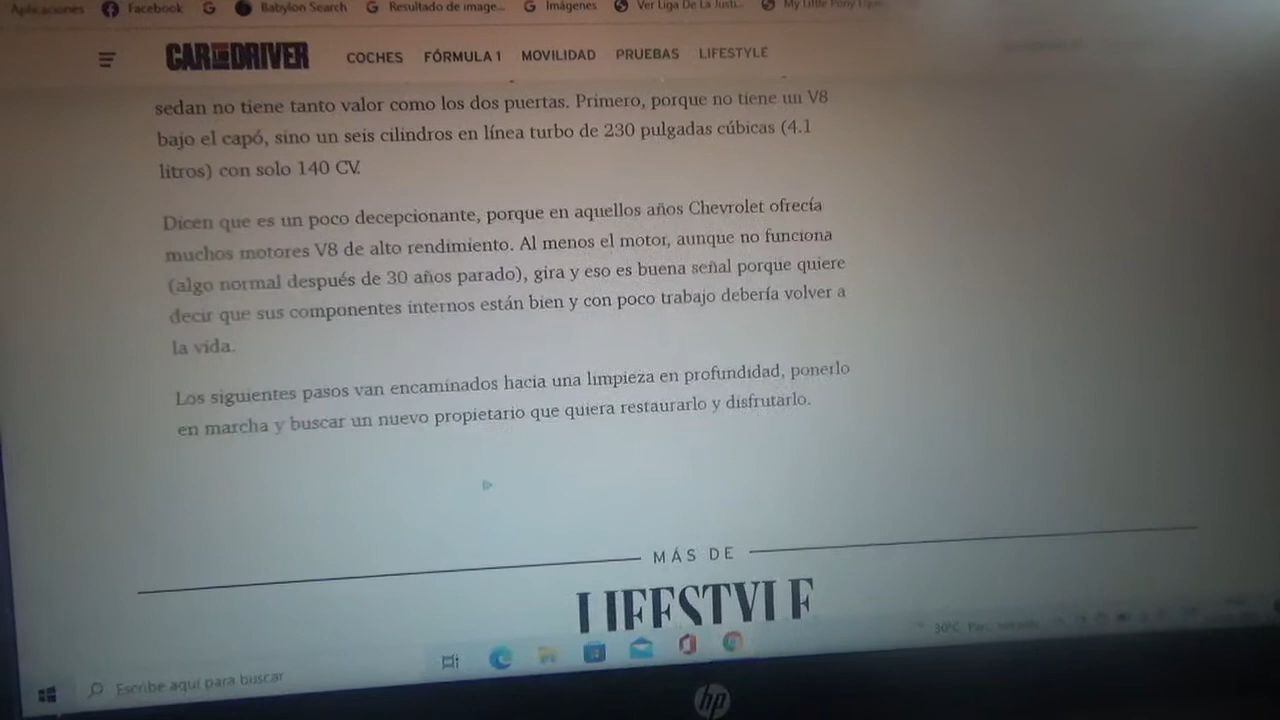 Aplicaciones Facebook Babylon Search Resultado de image... Imágenes Ver Liga De La Justi... My Little Pony Eque
CAR AND DRIVER COCHES FÓRMULA 1 MOVILIDAD PRUEBAS LIFESTYLE
sedan no tiene tanto valor como los dos puertas. Primero, porque no tiene un V8
bajo el capó, sino un seis cilindros en línea turbo de 230 pulgadas cúbicas (4.1
litros) con solo 140 CV.
Dicen que es un poco decepcionante, porque en aquellos años Chevrolet ofrecía
muchos motores V8 de alto rendimiento. Al menos el motor, aunque no funciona
(algo normal después de 30 años parado), gira y eso es buena señal porque quiere
decir que sus componentes internos están bien y con poco trabajo debería volver a
la vida.
Los siguientes pasos van encaminados hacia una limpieza en profundidad, ponerlo
en marcha y buscar un nuevo propietario que quiera restaurarlo y disfrutarlo.
MÁS DE
LIFESTYLE
30°C
Escribe aquí para buscar
hp